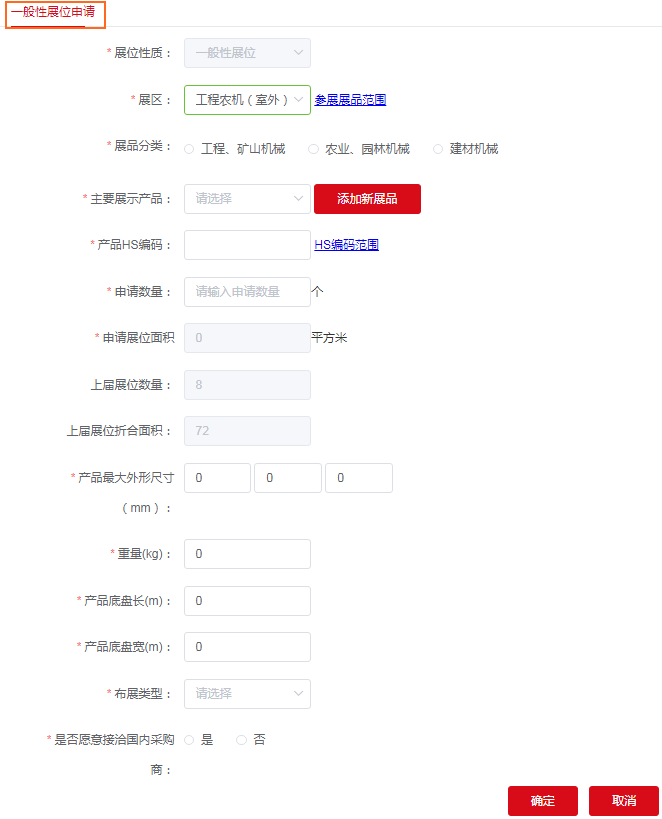 一般性展位申请
* 展位性质： 一般性展位
* 展区： 工程农机（室外） 参展展品范围
* 展品分类： 工程、矿山机械 农业、园林机械 建材机械
* 主要展示产品： 请选择 添加新展品
* 产品HS编码： HS编码范围
* 申请数量： 请输入申请数量 个
* 申请展位面积 0 平方米
上届展位数量： 8
上届展位折合面积： 72
* 产品最大外形尺寸 0 0 0
（mm）：
* 重量(kg)： 0
* 产品底盘长(m)： 0
* 产品底盘宽(m)： 0
* 布展类型： 请选择
* 是否愿意接洽国内采购 是 否
商：
确定 取消